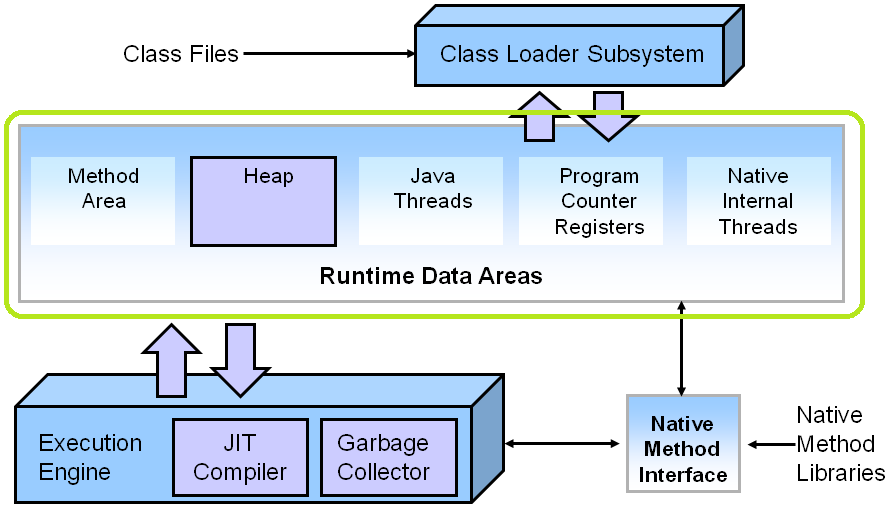 Class Files
Class Loader Subsystem
Method
Area
Heap
Java
Threads
Program
Counter
Registers
Native
Internal
Threads
Runtime Data Areas
Execution
Engine
JIT
Compiler
Garbage
Collector
Native
Method
Interface
Native
Method
Libraries